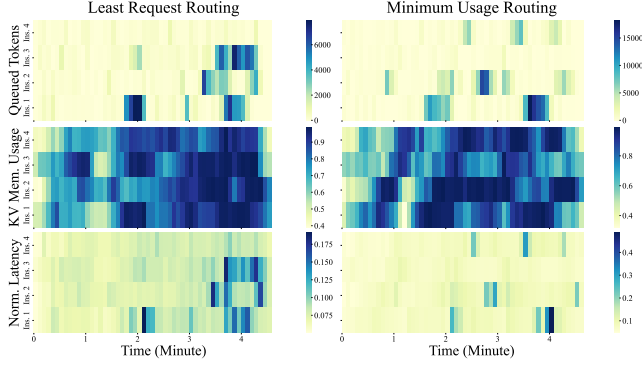 Least Request Routing
Minimum Usage Routing
Queued Tokens
Ins. 4
Ins. 3
Ins. 2
Ins. 1
6000
4000
2000
0
15000
10000
5000
0
KV Mem. Usage
Ins. 4
Ins. 3
Ins. 2
Ins. 1
0.9
0.8
0.7
0.6
0.5
0.4
0.8
0.6
0.4
Norm. Latency
Ins. 4
Ins. 3
Ins. 2
Ins. 1
0.175
0.150
0.125
0.100
0.075
0.4
0.3
0.2
0.1
0 1 2 3 4
0 1 2 3 4
Time (Minute)
Time (Minute)